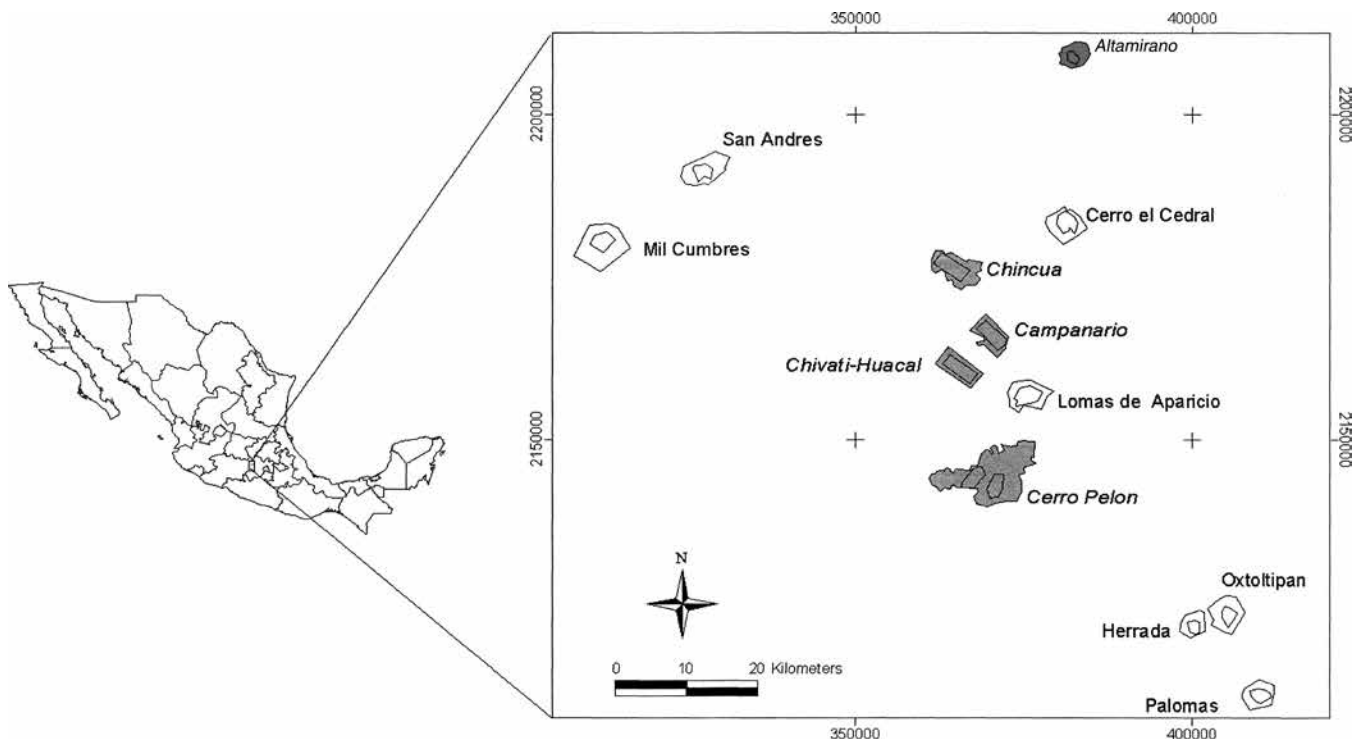 350000
400000
Altamirano
2200000
2200000
San Andres
Cerro el Cedral
Mil Cumbres
Chincua
Campanario
Chivati-Huacal
Lomas de Aparicio
2150000
2150000
Cerro Pelon
N
Oxtoltipan
Herrada
0 10 20 Kilometers
Palomas
350000
400000